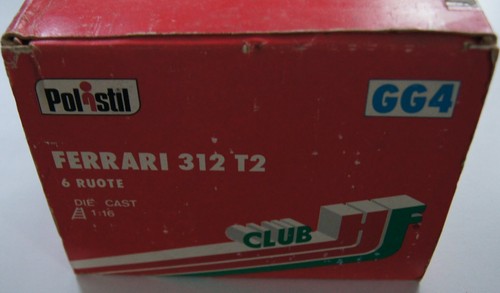 Polistil
GG4
FERRARI 312 T2
6 RUOTE
DIE CAST
1:16
CLUB